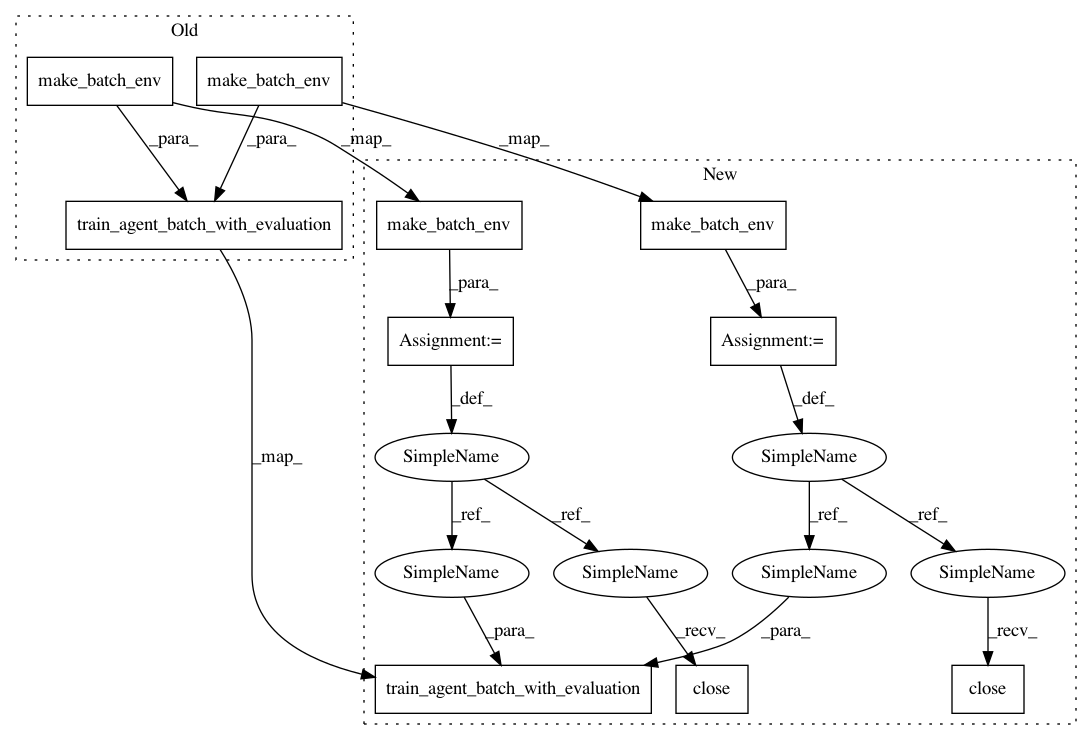 Old
make_batch_env
make_batch_env
_para_
_para_
_map_
_map_
New
train_agent_batch_with_evaluation
make_batch_env
make_batch_env
_para_
_para_
Assignment:=
Assignment:=
_def_
_def_
_map_
SimpleName
SimpleName
_ref_
_ref_
_ref_
_ref_
SimpleName
SimpleName
SimpleName
SimpleName
_para_
_recv_
_para_
_recv_
train_agent_batch_with_evaluation
close
close